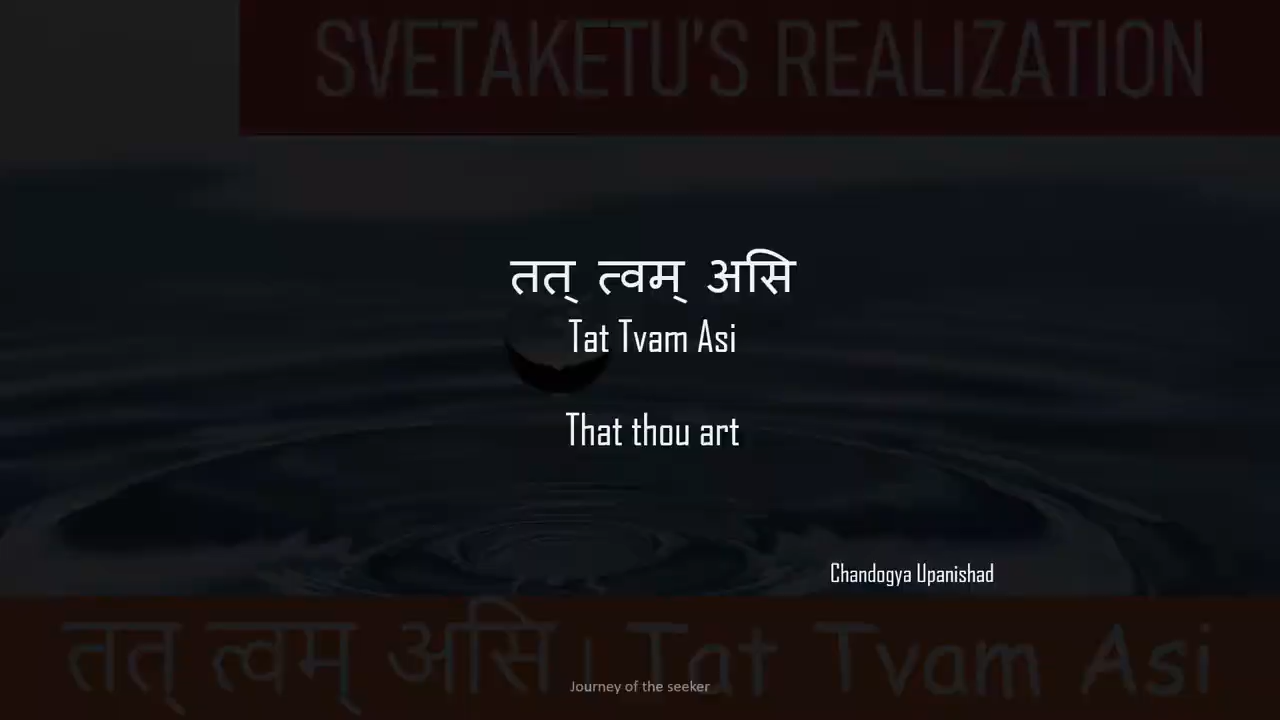 SVETAKETU'S REALIZATION
तत् त्वम् असि
Tat Tvam Asi
That thou art
Chandogya Upanishad
तत् त्वम् असि । Tat Tvam Asi
Journey of the seeker